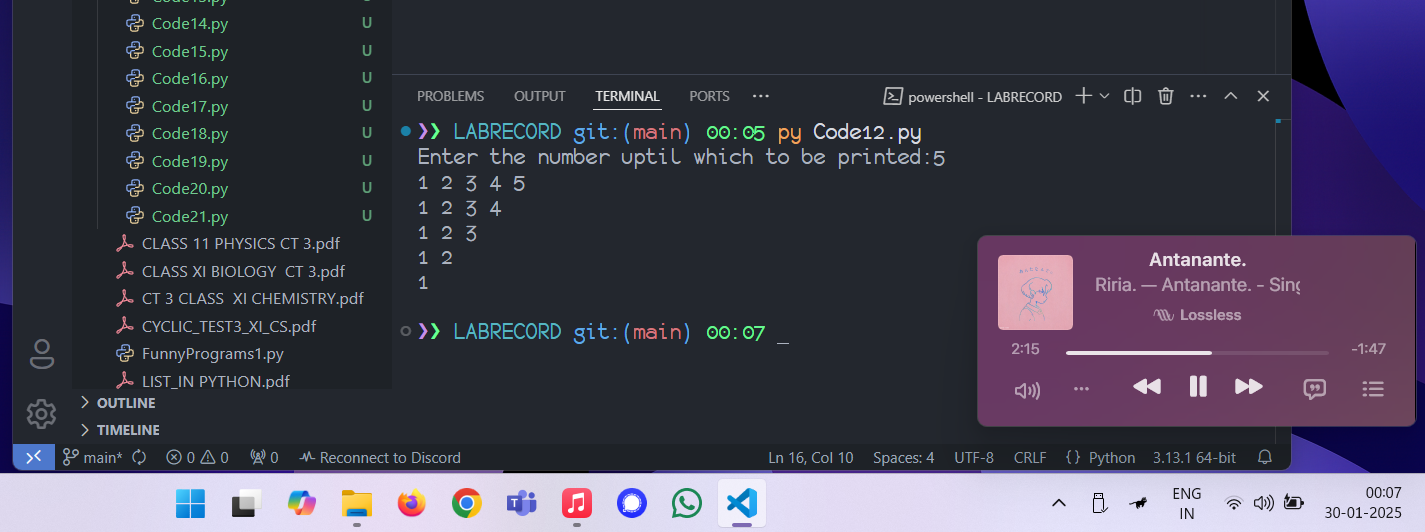 Code14.py U
Code15.py U
Code16.py U
Code17.py U
Code18.py U
Code19.py U
Code20.py U
Code21.py U
CLASS 11 PHYSICS CT 3.pdf
CLASS XI BIOLOGY  CT 3.pdf
CT 3 CLASS  XI CHEMISTRY.pdf
CYCLIC_TEST3_XI_CS.pdf
FunnyPrograms1.py
LIST_IN PYTHON.pdf
OUTLINE
TIMELINE
PROBLEMS OUTPUT TERMINAL PORTS ··· powershell - LABRECORD
❯❯ LABRECORD git:(main) 00:05 py Code12.py
Enter the number uptil which to be printed:5
1 2 3 4 5
1 2 3 4
1 2 3
1 2
1
❯❯ LABRECORD git:(main) 00:07 _
Antanante.
Riria. — Antanante. - Sing
Lossless
2:15 -1:47
main* 0 0 0 Reconnect to Discord Ln 16, Col 10 Spaces: 4 UTF-8 CRLF {} Python 3.13.1 64-bit
ENG
IN
00:07
30-01-2025